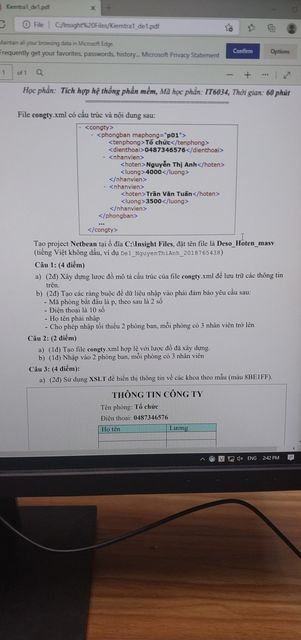 Kiemtra1_de1.pdf
File | C:/Insight%20Files/Kiemtra1_de1.pdf
Maintain all your browsing data in Microsoft Edge.
Frequently get your favorites, passwords, history... Microsoft Privacy Statement
Confirm
Options
1 of 1
Học phần: Tích hợp hệ thống phần mềm, Mã học phần: IT6034, Thời gian: 60 phút
File congty.xml có cấu trúc và nội dung sau:
- <congty>
- <phongban maphong="p01">
<tenphong>Tổ chức</tenphong>
<dienthoai>0487346576</dienthoai>
- <nhanvien>
<hoten>Nguyễn Thị Anh</hoten>
<luong>4000</luong>
</nhanvien>
- <nhanvien>
<hoten>Trần Văn Tuấn</hoten>
<luong>3500</luong>
</nhanvien>
</phongban>
...
</congty>
Tạo project Netbean tại ổ đĩa C:\Insight Files, đặt tên file là Deso_Hoten_masv
(tiếng Việt không dấu, ví dụ De1_NguyenThiAnh_2018765438)
Câu 1: (4 điểm)
a) (2đ) Xây dựng lược đồ mô tả cấu trúc của file congty.xml để lưu trữ các thông tin
trên.
b) (2đ) Tạo các ràng buộc để dữ liệu nhập vào phải đảm bảo yêu cầu sau:
- Mã phòng bắt đầu là p, theo sau là 2 số
- Điện thoại là 10 số
- Họ tên phải nhập
- Cho phép nhập tối thiểu 2 phòng ban, mỗi phòng có 3 nhân viên trở lên
Câu 2: (2 điểm)
a) (1đ) Tạo file congty.xml hợp lệ với lược đồ đã xây dựng.
b) (1đ) Nhập vào 2 phòng ban, mỗi phòng có 3 nhân viên
Câu 3: (4 điểm):
a) (2đ) Sử dụng XSLT để hiển thị thông tin về các khoa theo mẫu (màu #BE1FF).
THÔNG TIN CÔNG TY
Tên phòng: Tổ chức
Điện thoại: 0487346576
Họ tên Lương
ENG 2:42 PM